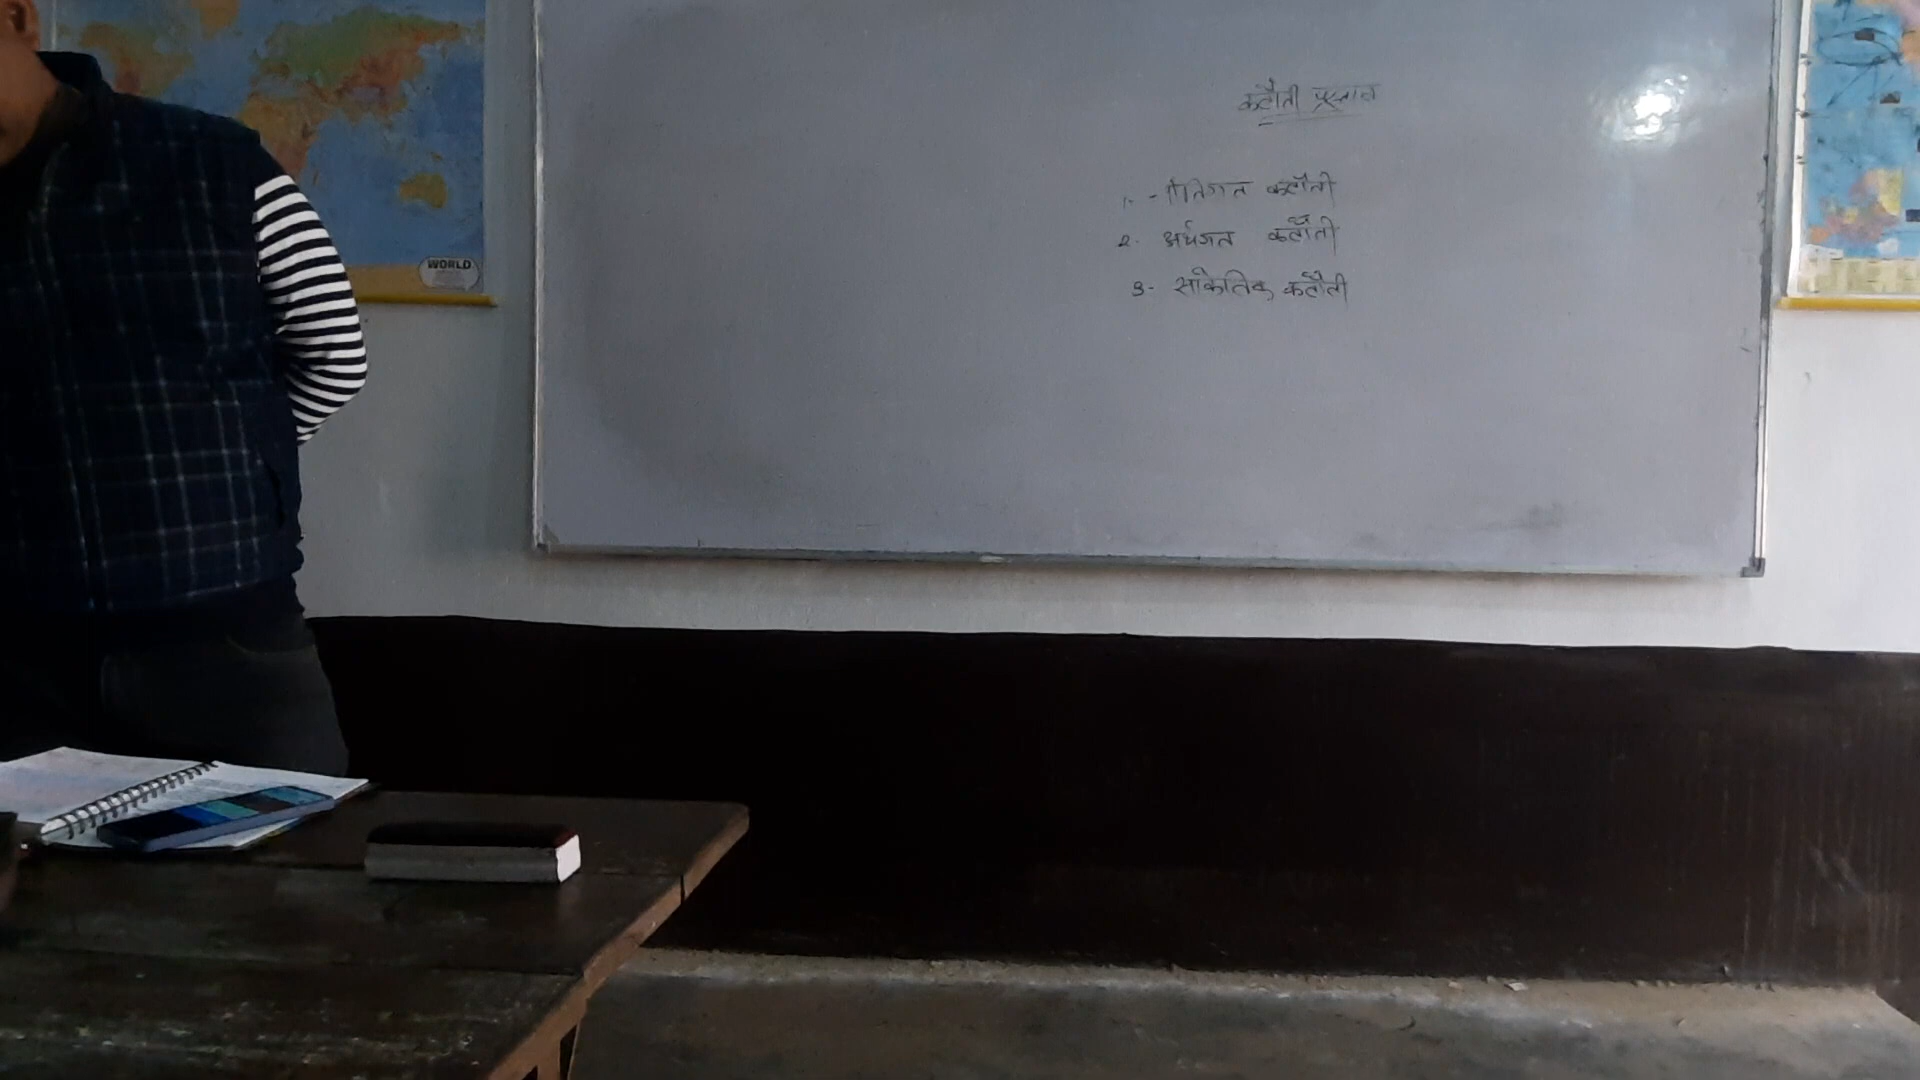 WORLD
कटौती प्रस्ताव
1- - नितिगत कटौती
2- अर्थगत कटौती
3- सांकेतिक कटौती